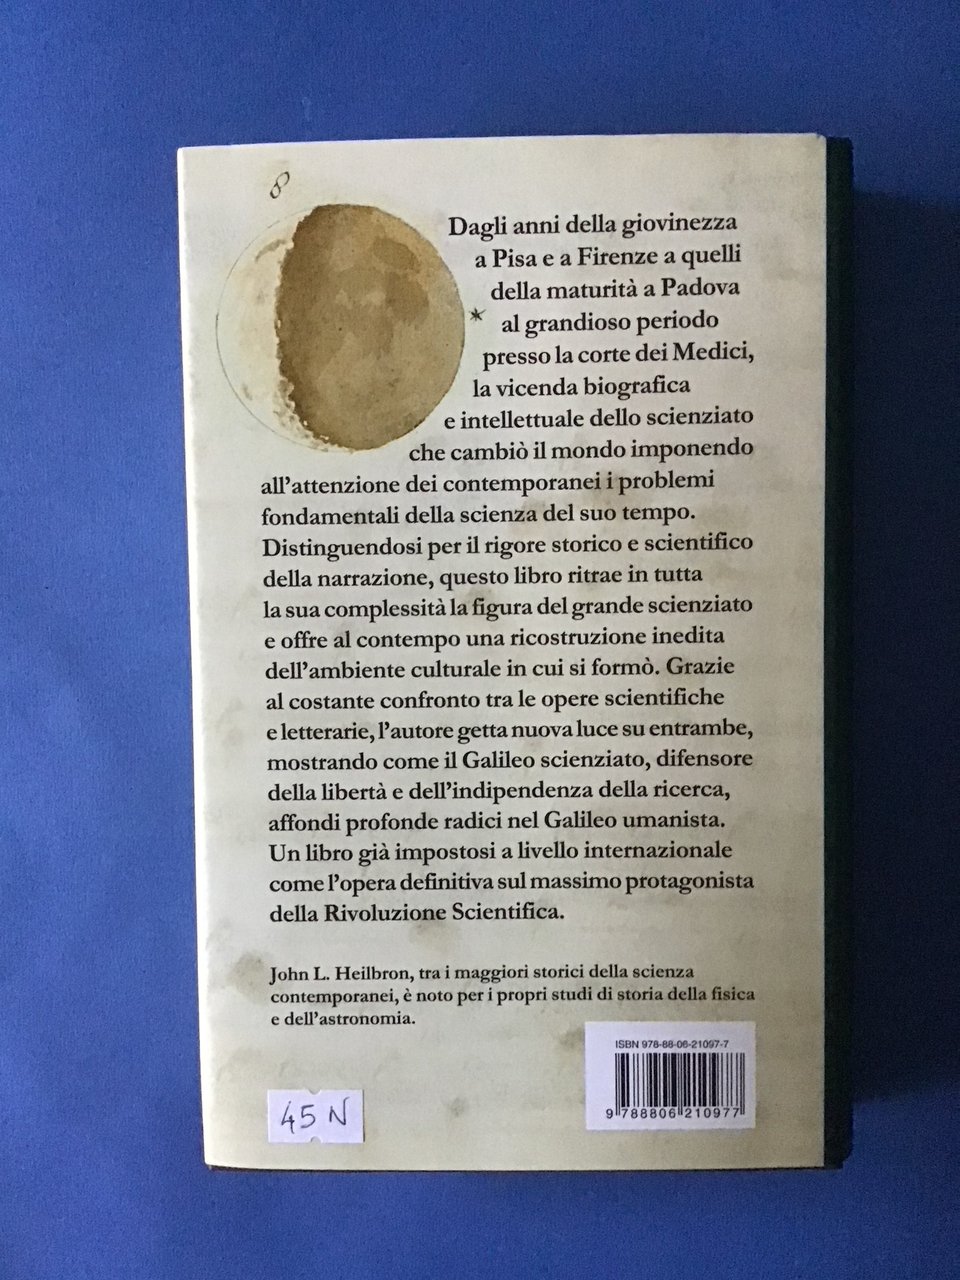 8
Dagli anni della giovinezza
a Pisa e a Firenze a quelli
della maturità a Padova
al grandioso periodo
presso la corte dei Medici,
la vicenda biografica
e intellettuale dello scienziato
che cambiò il mondo imponendo
all'attenzione dei contemporanei i problemi
fondamentali della scienza del suo tempo.
Distinguendosi per il rigore storico e scientifico
della narrazione, questo libro ritrae in tutta
la sua complessità la figura del grande scienziato
e offre al contempo una ricostruzione inedita
dell'ambiente culturale in cui si formò. Grazie
al costante confronto tra le opere scientifiche
e letterarie, l'autore getta nuova luce su entrambe,
mostrando come il Galileo scienziato, difensore
della libertà e dell'indipendenza della ricerca,
affondi profonde radici nel Galileo umanista.
Un libro già impostosi a livello internazionale
come l'opera definitiva sul massimo protagonista
della Rivoluzione Scientifica.
John L. Heilbron, tra i maggiori storici della scienza
contemporanei, è noto per i propri studi di storia della fisica
e dell'astronomia.
ISBN 978-88-06-21097-7
9 788806 210977
45 N